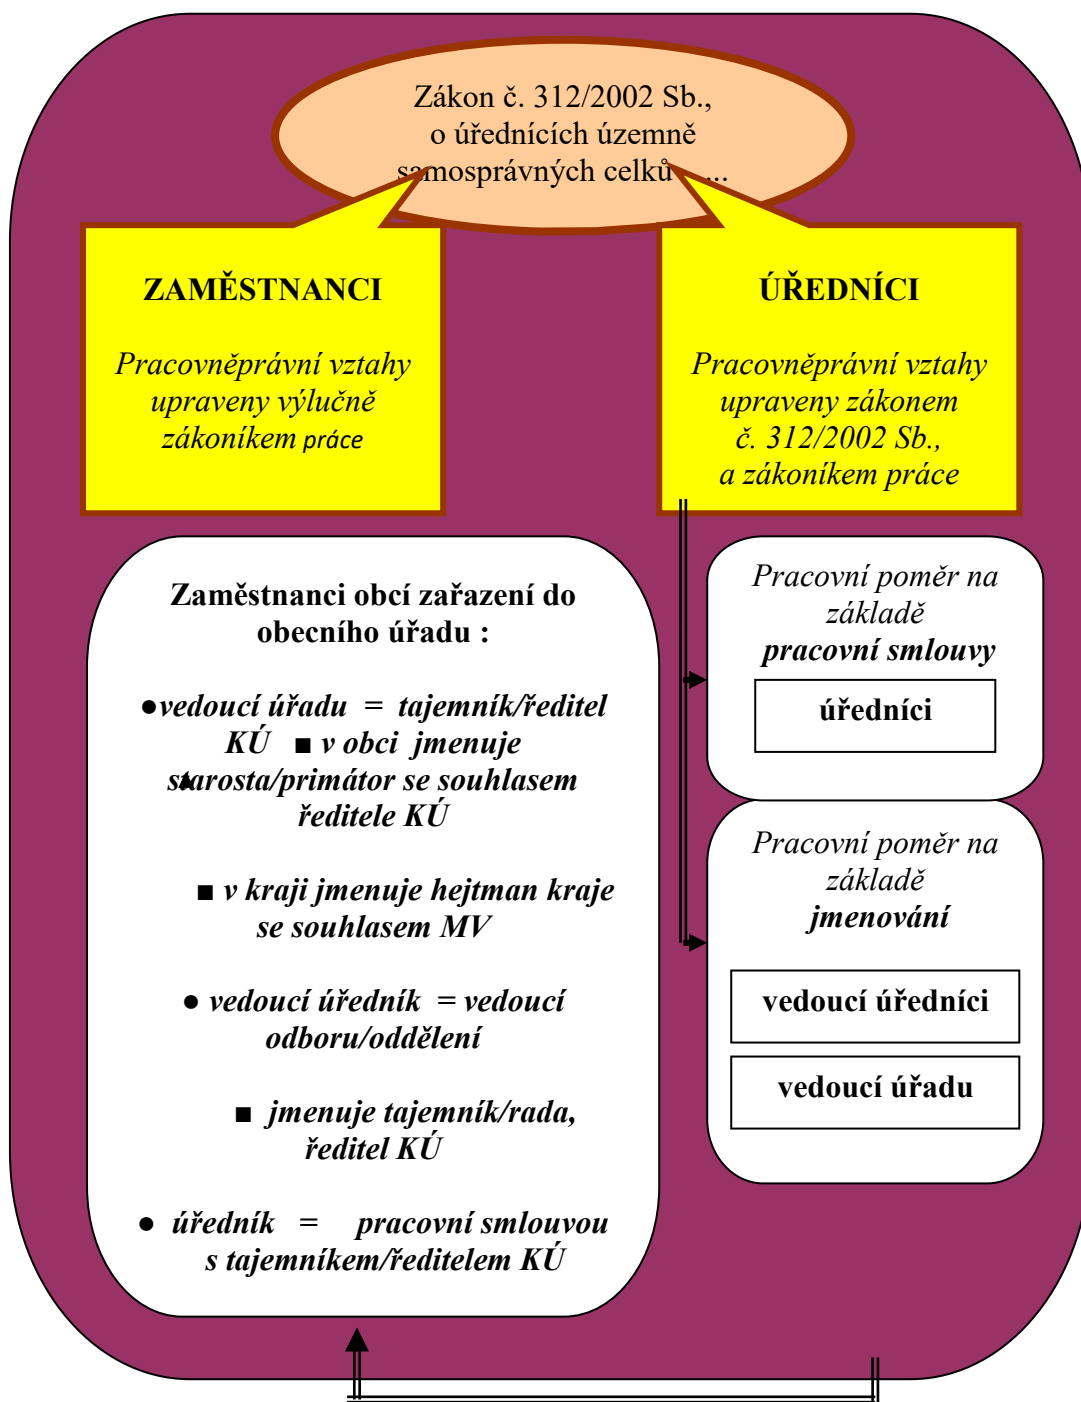 Zákon č. 312/2002 Sb.,
o úřednících územně
samosprávných celků ...
ZAMĚSTNANCI
Pracovněprávní vztahy
upraveny výlučně
zákoníkem práce
ÚŘEDNÍCI
Pracovněprávní vztahy
upraveny zákonem
č. 312/2002 Sb.,
a zákoníkem práce
Zaměstnanci obcí zařazení do
obecního úřadu :
●vedoucí úřadu = tajemník/ředitel
KÚ ■ v obci jmenuje
starosta/primátor se souhlasem
ředitele KÚ
■ v kraji jmenuje hejtman kraje
se souhlasem MV
● vedoucí úředník = vedoucí
odboru/oddělení
■ jmenuje tajemník/rada,
ředitel KÚ
● úředník = pracovní smlouvou
s tajemníkem/ředitelem KÚ
Pracovní poměr na
základě
pracovní smlouvy
úředníci
Pracovní poměr na
základě
jmenování
vedoucí úředníci
vedoucí úřadu